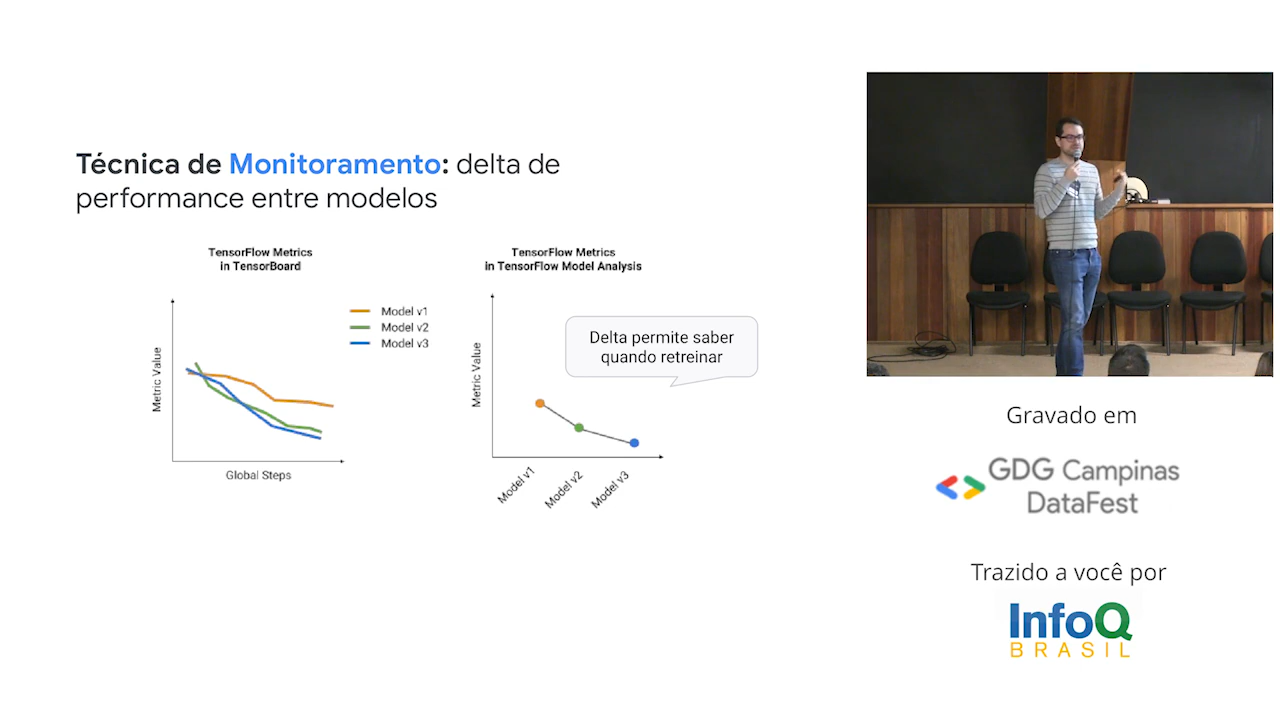 Técnica de Monitoramento: delta de
performance entre modelos
TensorFlow Metrics
in TensorBoard
Metric Value
Global Steps
Model v1
Model v2
Model v3
TensorFlow Metrics
in TensorFlow Model Analysis
Metric Value
Delta permite saber
quando retreinar
Model v1
Model v2
Model v3
Gravado em
GDG Campinas
DataFest
Trazido a você por
InfoQ
BRASIL